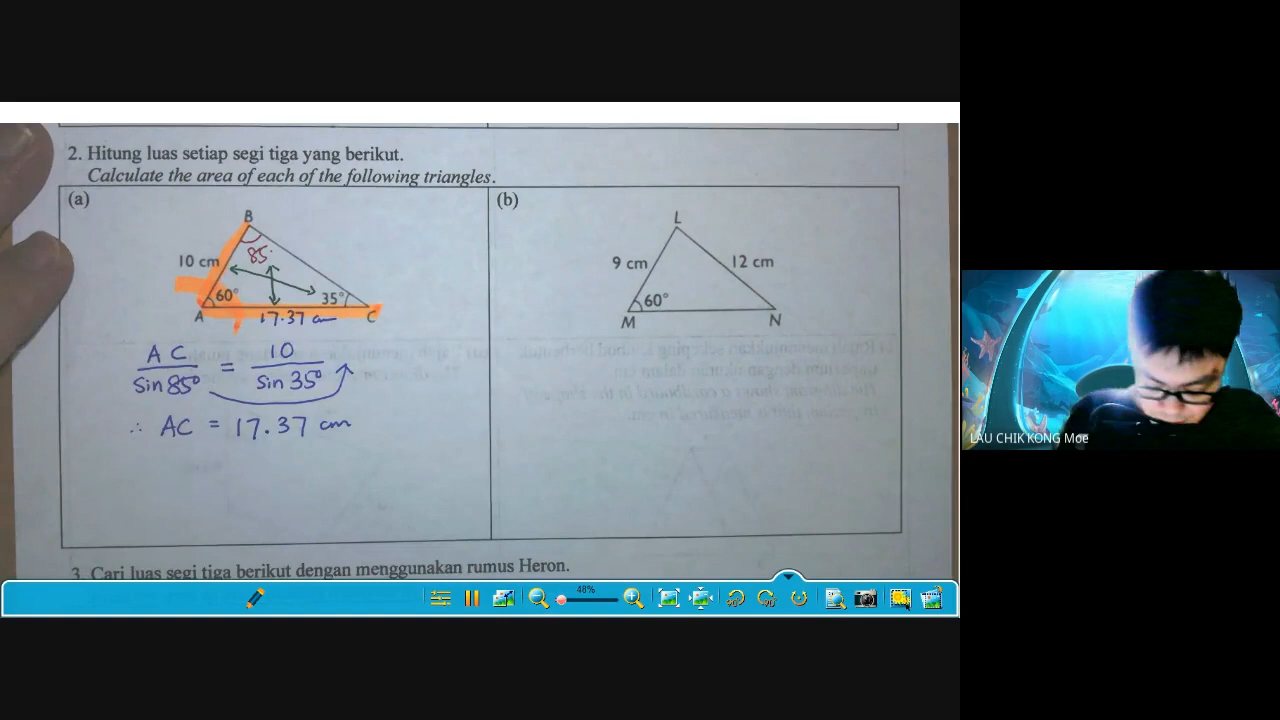 2. Hitung luas setiap segi tiga yang berikut.
Calculate the area of each of the following triangles.
(a)
B
85°
10 cm
60°
35°
A
17.37 cm
C
AC / sin 85° = 10 / sin 35°
∴ AC = 17.37 cm
(b)
L
9 cm
12 cm
60°
M
N
3. Cari luas segi tiga berikut dengan menggunakan rumus Heron.
48%
LAU CHIK KONG Moe